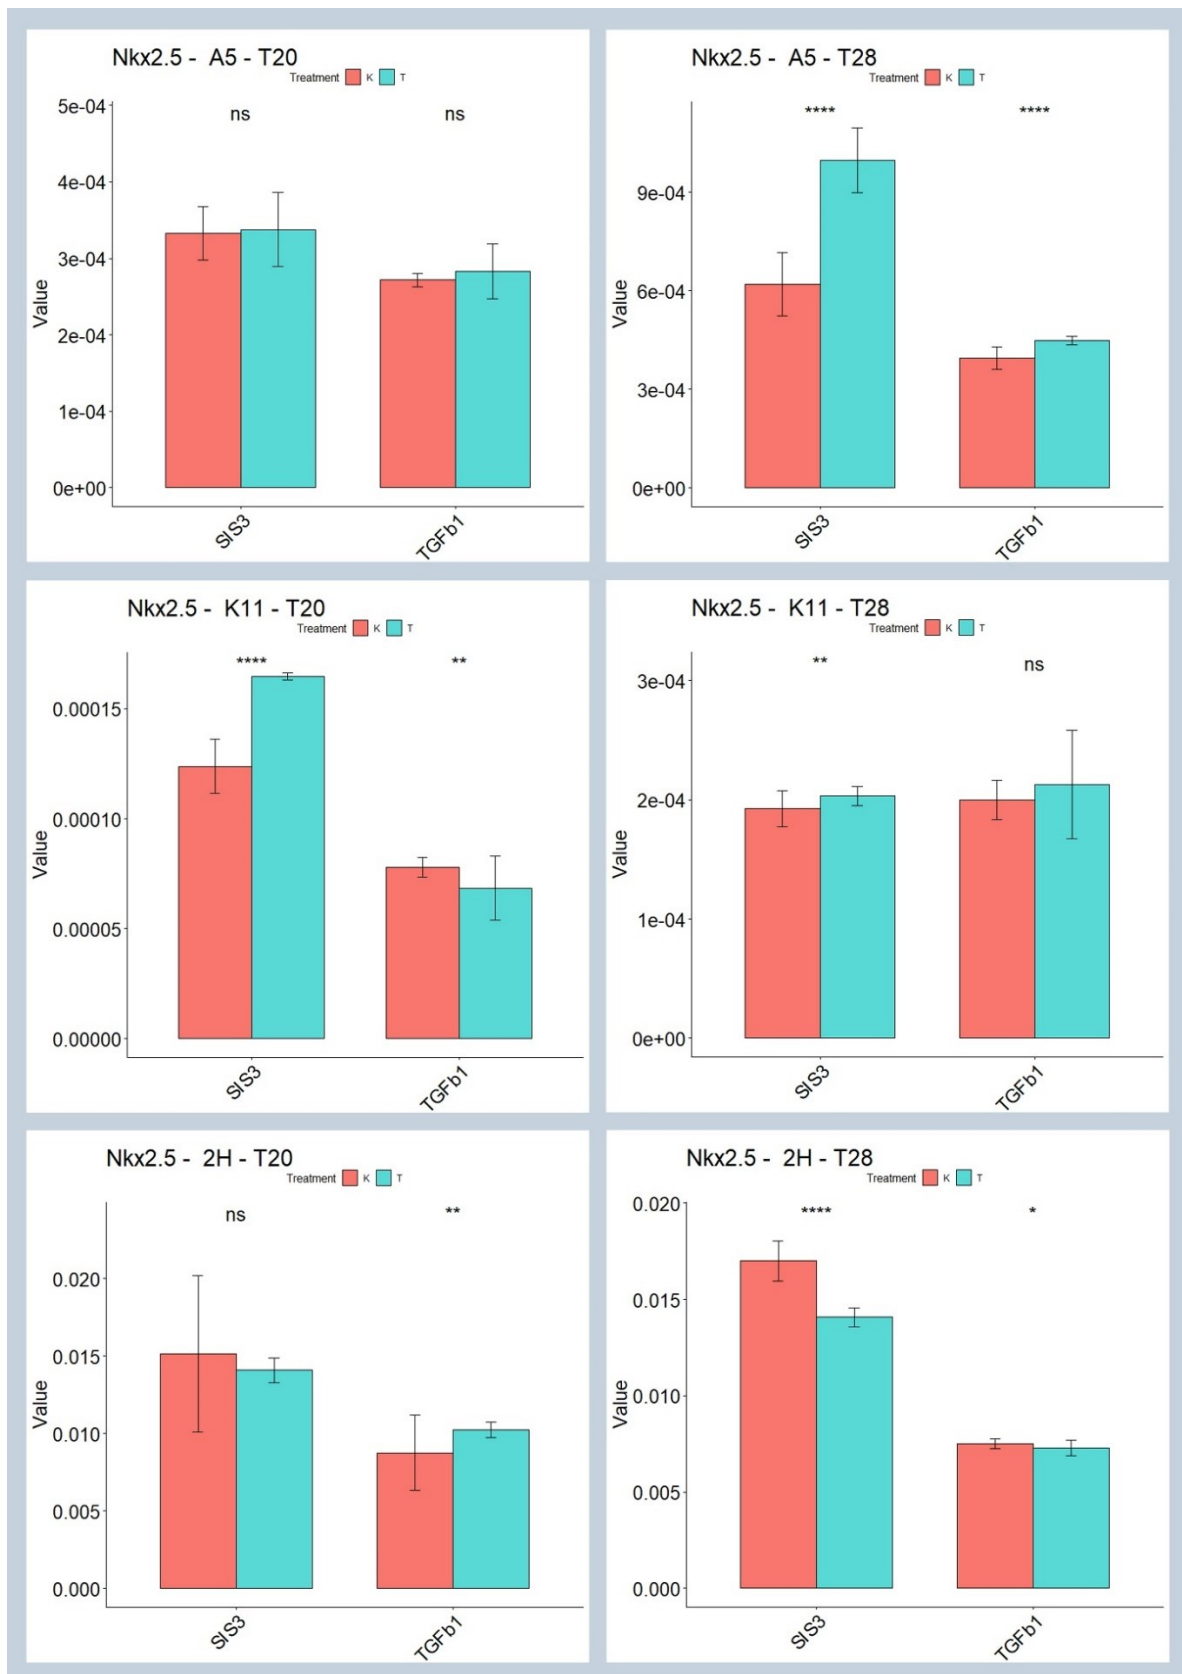 Nkx2.5 - A5 - T20
Treatment K T
ns ns
5e-04
4e-04
3e-04
2e-04
1e-04
0e+00
Value
SIS3 TGFb1
Nkx2.5 - A5 - T28
Treatment K T
**** ****
9e-04
6e-04
3e-04
0e+00
Value
SIS3 TGFb1
Nkx2.5 - K11 - T20
Treatment K T
**** **
0.00015
0.00010
0.00005
0.00000
Value
SIS3 TGFb1
Nkx2.5 - K11 - T28
Treatment K T
** ns
3e-04
2e-04
1e-04
0e+00
Value
SIS3 TGFb1
Nkx2.5 - 2H - T20
Treatment K T
ns **
0.020
0.015
0.010
0.005
0.000
Value
SIS3 TGFb1
Nkx2.5 - 2H - T28
Treatment K T
**** *
0.020
0.015
0.010
0.005
0.000
Value
SIS3 TGFb1